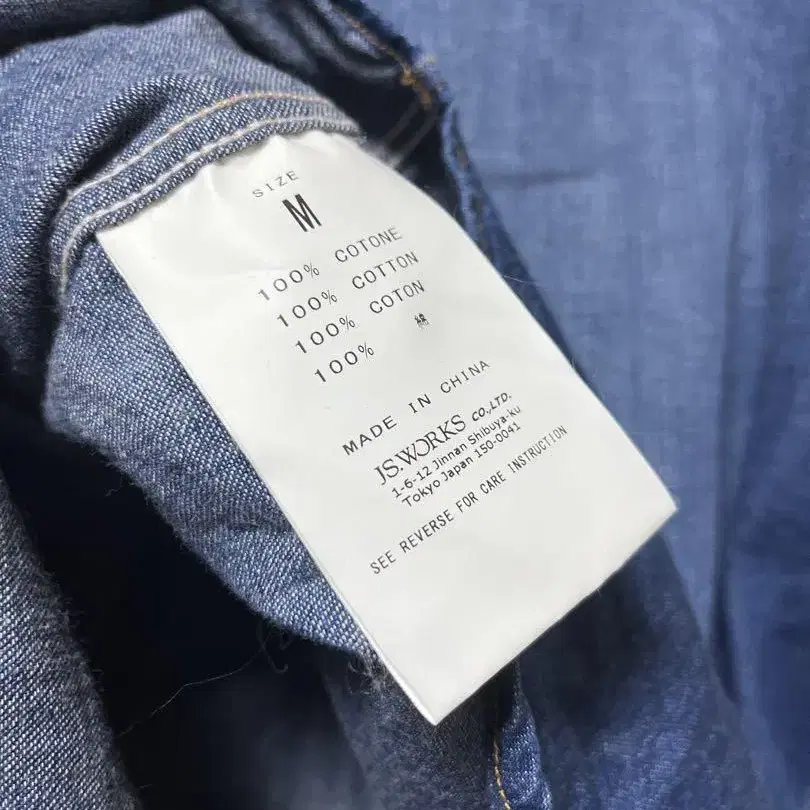 SIZE
M
100% COTONE
100% COTTON
100% COTON
100%
MADE IN CHINA
JS.WORKS CO.,LTD.
1-6-12 Jinnan Shibuya-ku
Tokyo Japan 150-0041
SEE REVERSE FOR CARE INSTRUCTION